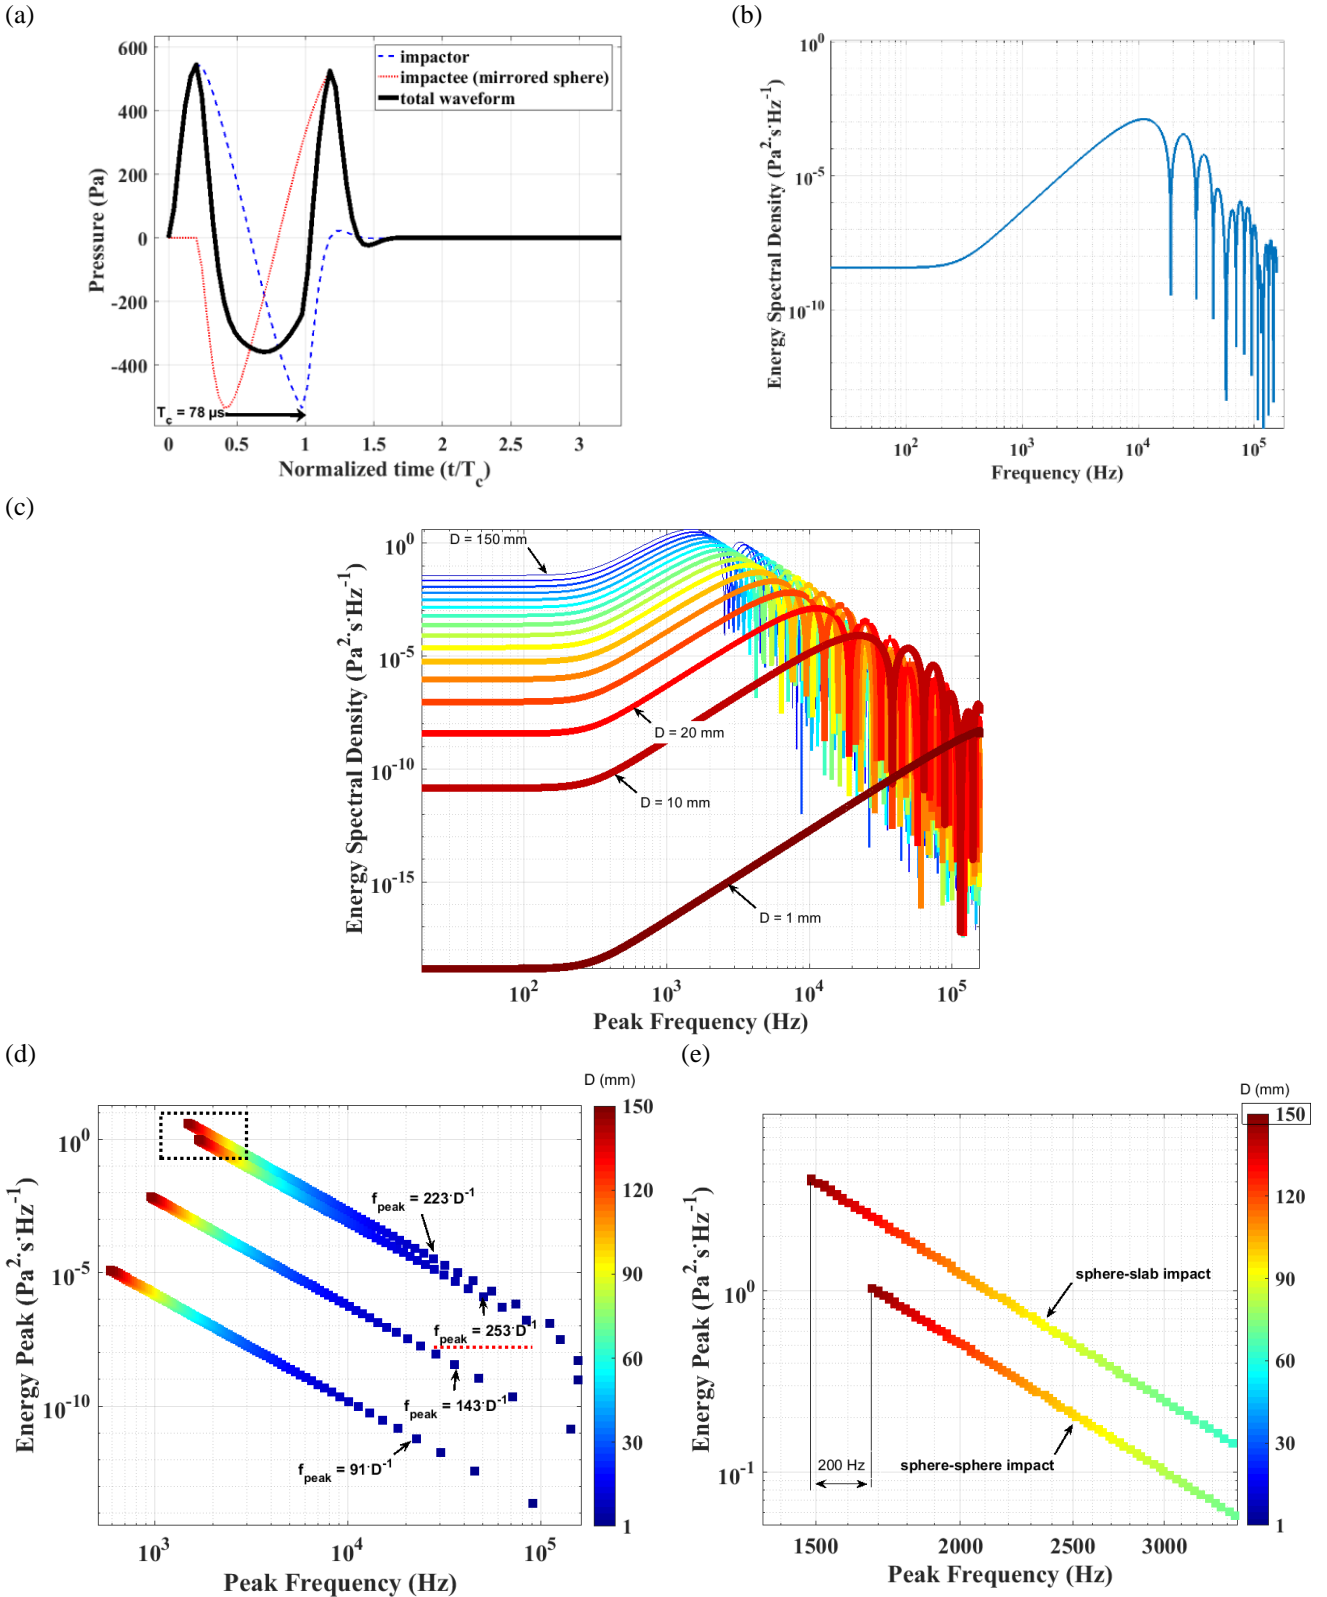 (a)
600
400
200
0
-200
-400
Pressure (Pa)
impactor
impactee (mirrored sphere)
total waveform
T_c = 78 µs
0 0.5 1 1.5 2 2.5 3
Normalized time (t/T_c)
(b)
10^0
10^-5
10^-10
Energy Spectral Density (Pa^2·s·Hz^-1)
10^2 10^3 10^4 10^5
Frequency (Hz)
(c)
10^0
10^-5
10^-10
10^-15
Energy Spectral Density (Pa^2·s·Hz^-1)
D = 150 mm
D = 20 mm
D = 10 mm
D = 1 mm
10^2 10^3 10^4 10^5
Peak Frequency (Hz)
(d)
10^0
10^-5
10^-10
Energy Peak (Pa^2·s·Hz^-1)
f_peak = 223·D^-1
f_peak = 253·D^-1
f_peak = 143·D^-1
f_peak = 91·D^-1
10^3 10^4 10^5
Peak Frequency (Hz)
D (mm)
150
120
90
60
30
1
(e)
10^0
10^-1
Energy Peak (Pa^2·s·Hz^-1)
sphere-slab impact
sphere-sphere impact
200 Hz
1500 2000 2500 3000
Peak Frequency (Hz)
D (mm)
150
120
90
60
30
1